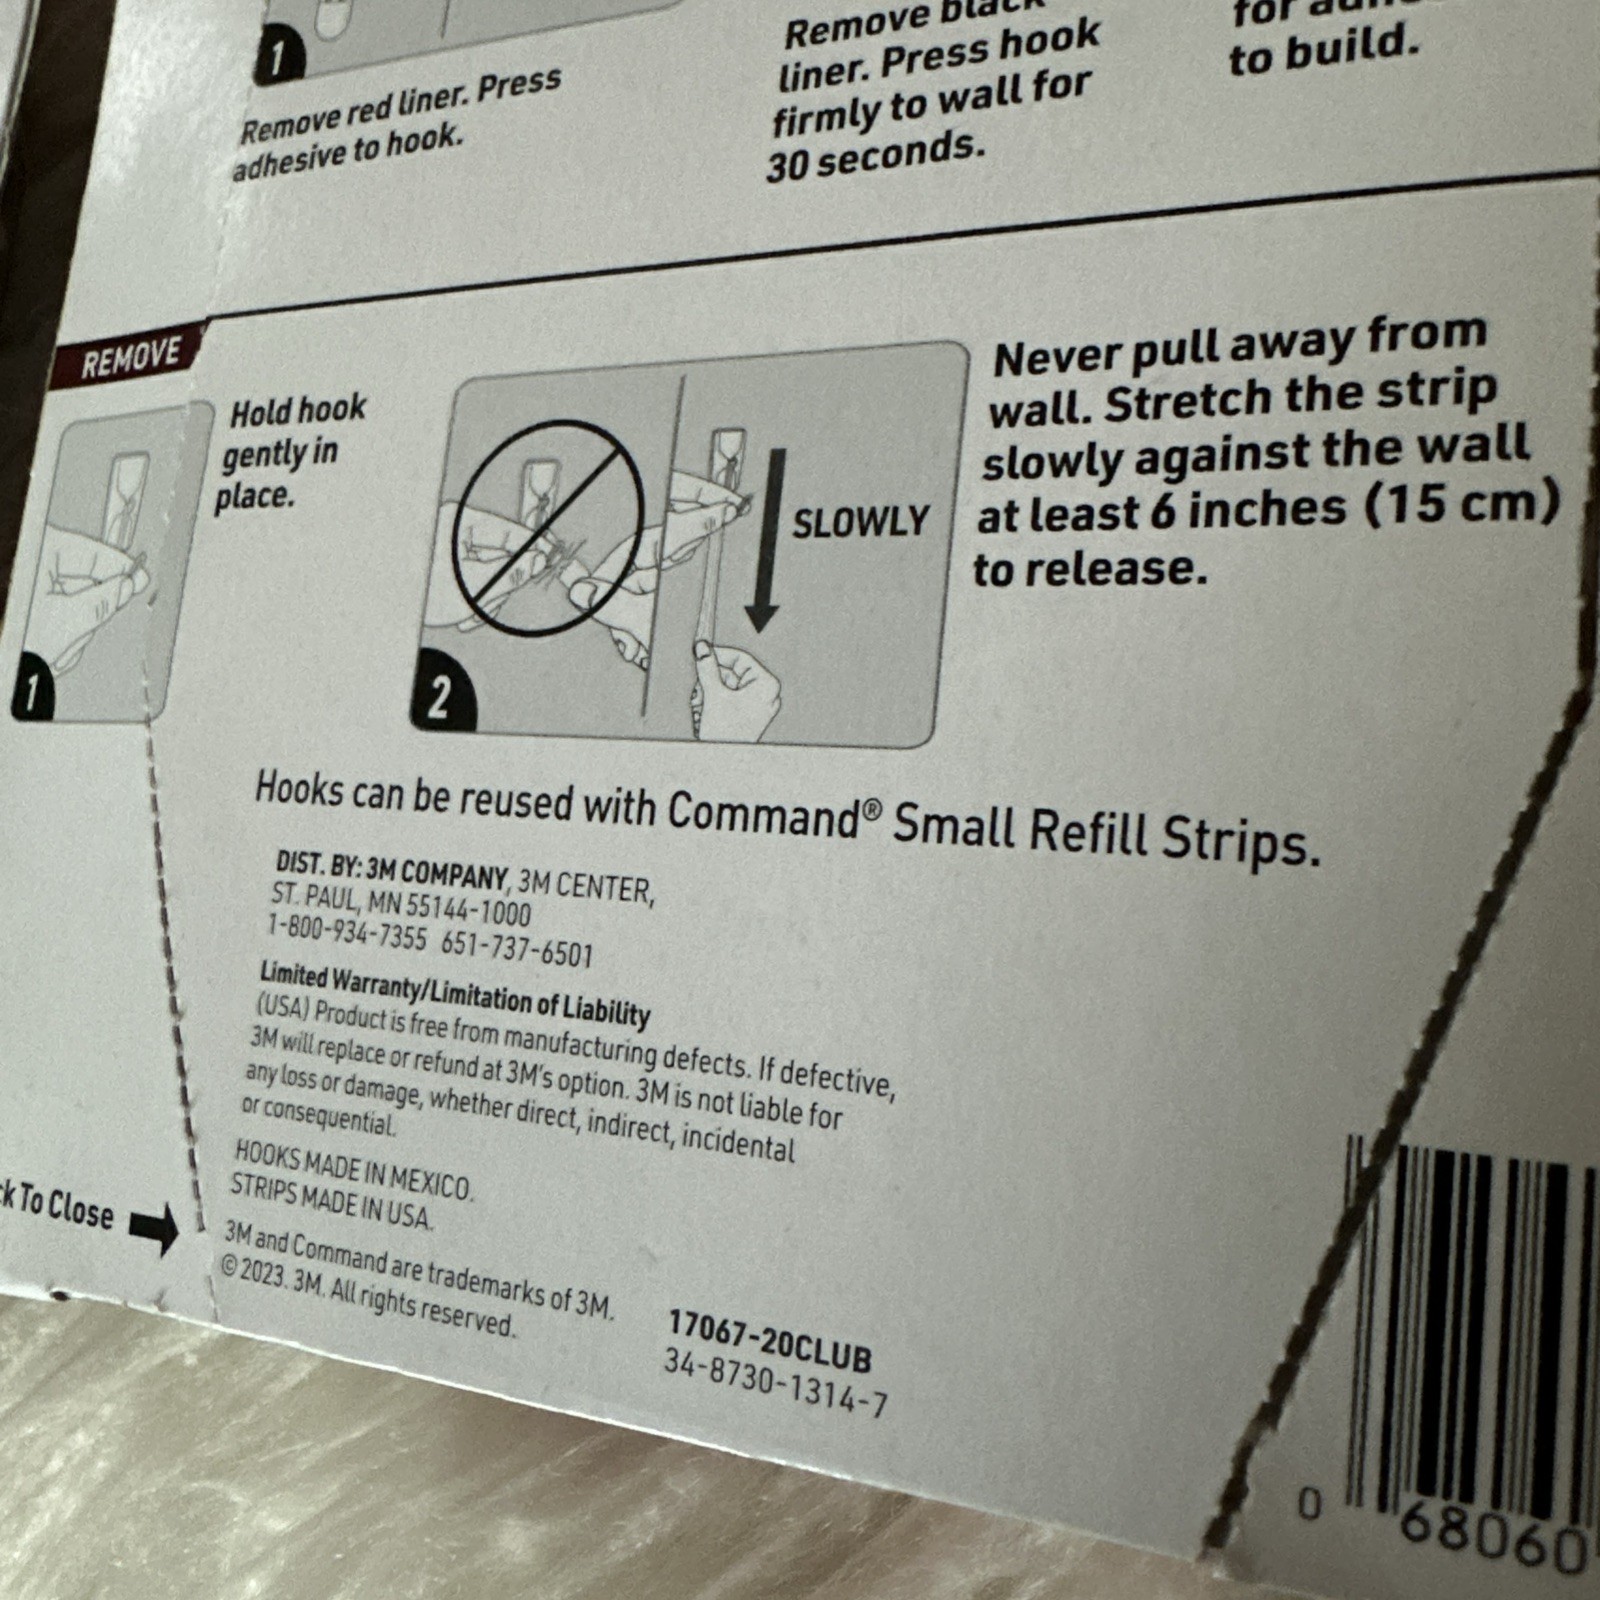 1
Remove red liner. Press
adhesive to hook.
Remove black
liner. Press hook
firmly to wall for
30 seconds.
for
to build.
REMOVE
1
Hold hook
gently in
place.
2
SLOWLY
Never pull away from
wall. Stretch the strip
slowly against the wall
at least 6 inches (15 cm)
to release.
Hooks can be reused with Command® Small Refill Strips.
DIST. BY: 3M COMPANY, 3M CENTER,
ST. PAUL, MN 55144-1000
1-800-934-7355 651-737-6501
Limited Warranty/Limitation of Liability
(USA) Product is free from manufacturing defects. If defective,
3M will replace or refund at 3M's option. 3M is not liable for
any loss or damage, whether direct, indirect, incidental
or consequential.
HOOKS MADE IN MEXICO.
STRIPS MADE IN USA.
To Close
3M and Command are trademarks of 3M.
© 2023. 3M. All rights reserved.
17067-20CLUB
34-8730-1314-7
0 68060